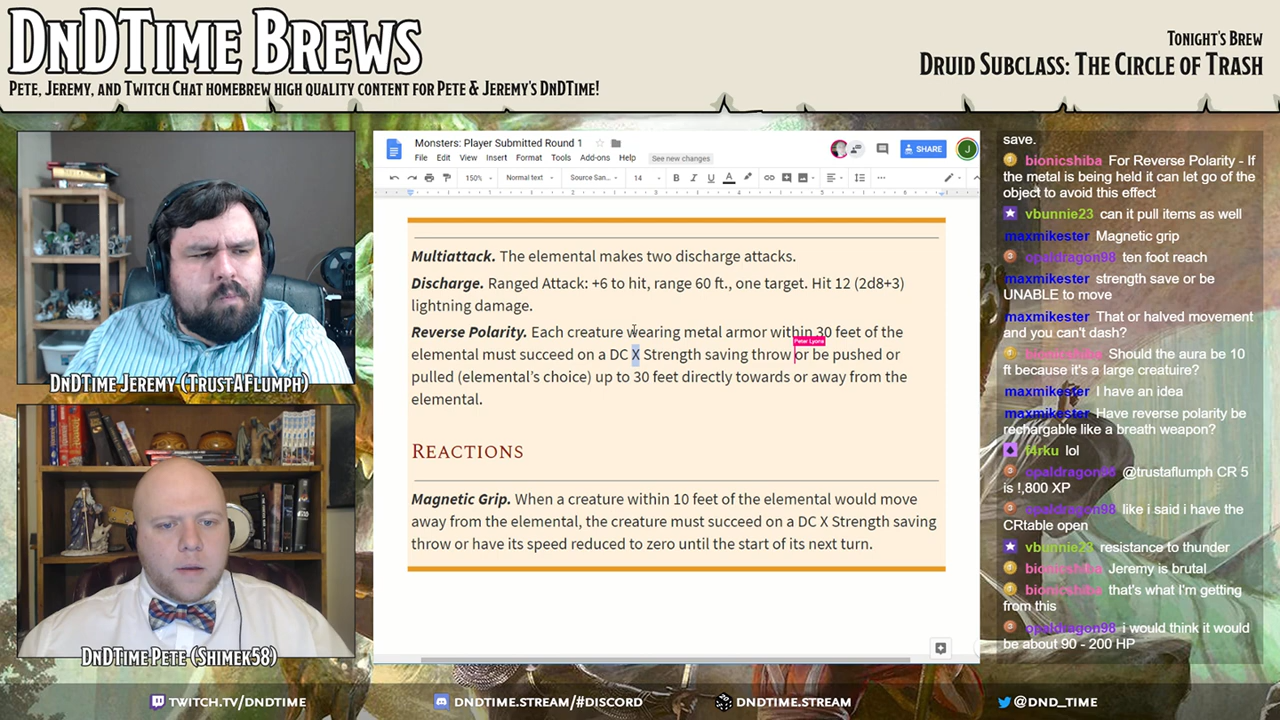 DnDTime Brews
Pete, Jeremy, and Twitch Chat homebrew high quality content for Pete & Jeremy's DnDTime!
Tonight's Brew
Druid Subclass: The Circle of Trash
DnDTime Jeremy (TrustAFlumph)
DnDTime Pete (Shimek58)
Monsters: Player Submitted Round 1
File Edit View Insert Format Tools Add-ons Help See new changes
SHARE
J
150% Normal text Source San... 14 B I U A
Multiattack. The elemental makes two discharge attacks.
Discharge. Ranged Attack: +6 to hit, range 60 ft., one target. Hit 12 (2d8+3)
lightning damage.
Reverse Polarity. Each creature wearing metal armor within 30 feet of the
Peter Lyons
elemental must succeed on a DC X Strength saving throw or be pushed or
pulled (elemental's choice) up to 30 feet directly towards or away from the
elemental.
Reactions
Magnetic Grip. When a creature within 10 feet of the elemental would move
away from the elemental, the creature must succeed on a DC X Strength saving
throw or have its speed reduced to zero until the start of its next turn.
save.
bionicshiba For Reverse Polarity - If
the metal is being held it can let go of the
object to avoid this effect
vbunnie23 can it pull items as well
maxmikester Magnetic grip
opaldragon98 ten foot reach
maxmikester strength save or be
UNABLE to move
maxmikester That or halved movement
and you can't dash?
bionicshiba Should the aura be 10
ft because it's a large creatuire?
maxmikester I have an idea
maxmikester Have reverse polarity be
rechargable like a breath weapon?
f4rku lol
opaldragon98 @trustaflumph CR 5
is !,800 XP
opaldragon98 like i said i have the
CRtable open
vbunnie23 resistance to thunder
bionicshiba Jeremy is brutal
bionicshiba that's what I'm getting
from this
opaldragon98 i would think it would
be about 90 - 200 HP
twitch.tv/dndtime
dndtime.stream/#discord
dndtime.stream
@dnd_time